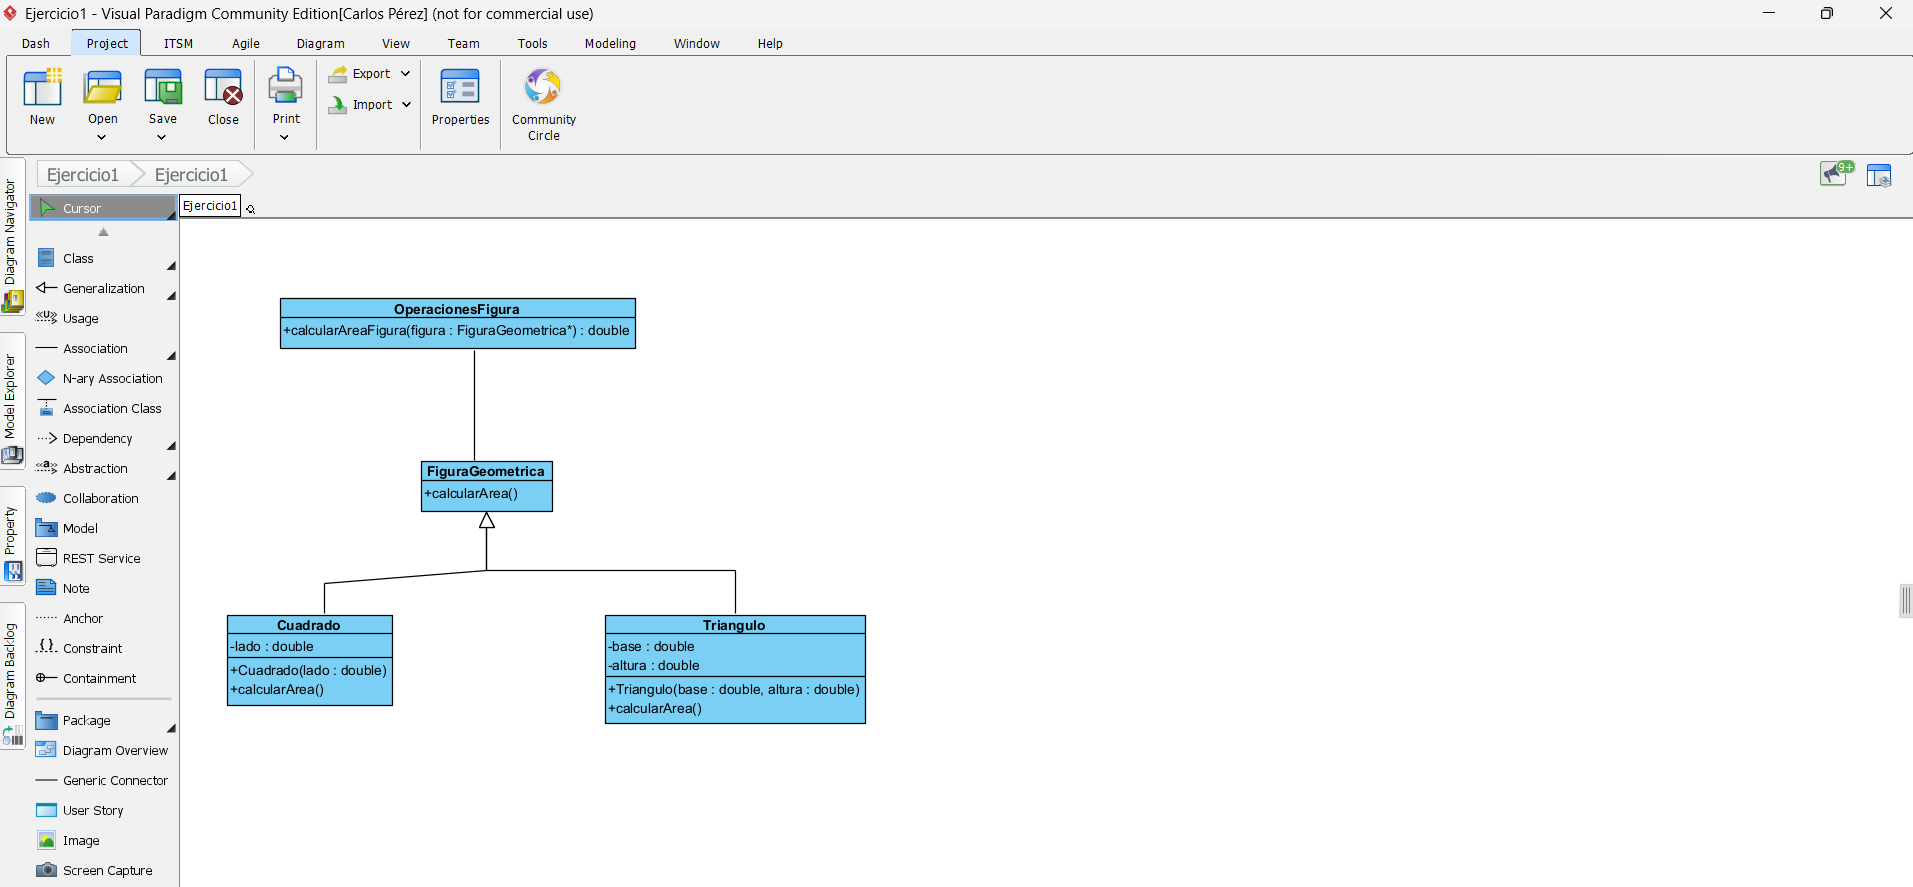 Ejercicio1 - Visual Paradigm Community Edition[Carlos Pérez] (not for commercial use)
Dash Project ITSM Agile Diagram View Team Tools Modeling Window Help
New Open Save Close Print Export Import Properties Community Circle
Ejercicio1 Ejercicio1
9+
Diagram Navigator
Model Explorer
Property
Diagram Backlog
Cursor
Class
Generalization
Usage
Association
N-ary Association
Association Class
Dependency
Abstraction
Collaboration
Model
REST Service
Note
Anchor
Constraint
Containment
Package
Diagram Overview
Generic Connector
User Story
Image
Screen Capture
Ejercicio1
OperacionesFigura
+calcularAreaFigura(figura : FiguraGeometrica*) : double
FiguraGeometrica
+calcularArea()
Cuadrado
-lado : double
+Cuadrado(lado : double)
+calcularArea()
Triangulo
-base : double
-altura : double
+Triangulo(base : double, altura : double)
+calcularArea()